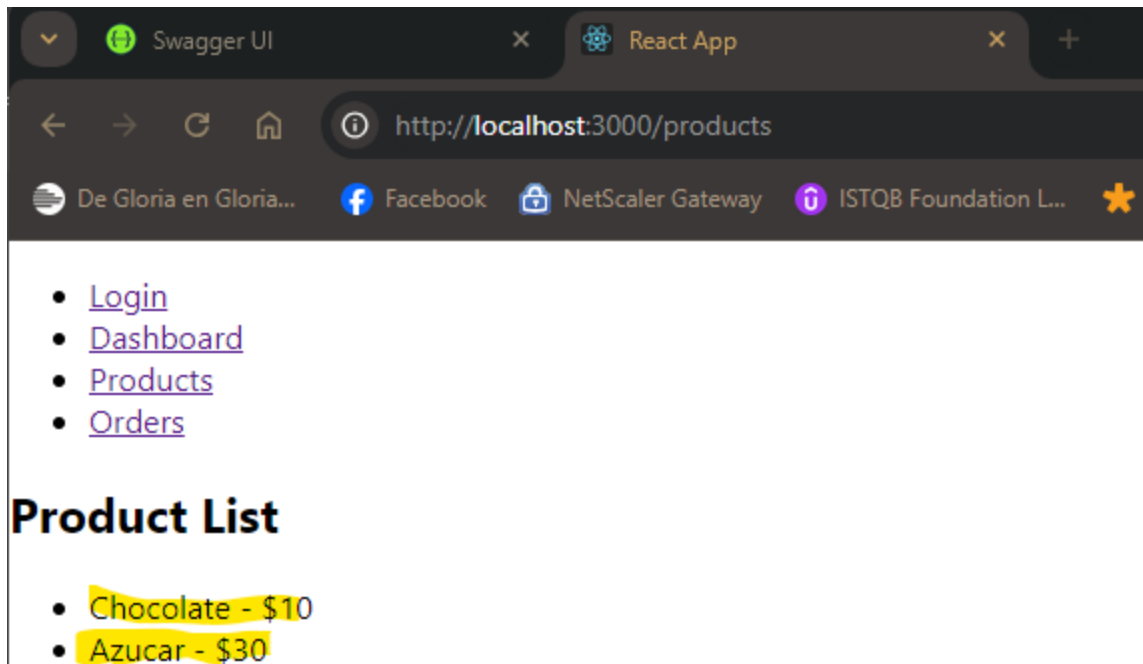 Swagger UI
React App
http://localhost:3000/products
De Gloria en Gloria... Facebook NetScaler Gateway ISTQB Foundation L...
Login
Dashboard
Products
Orders
Product List
Chocolate - $10
Azucar - $30